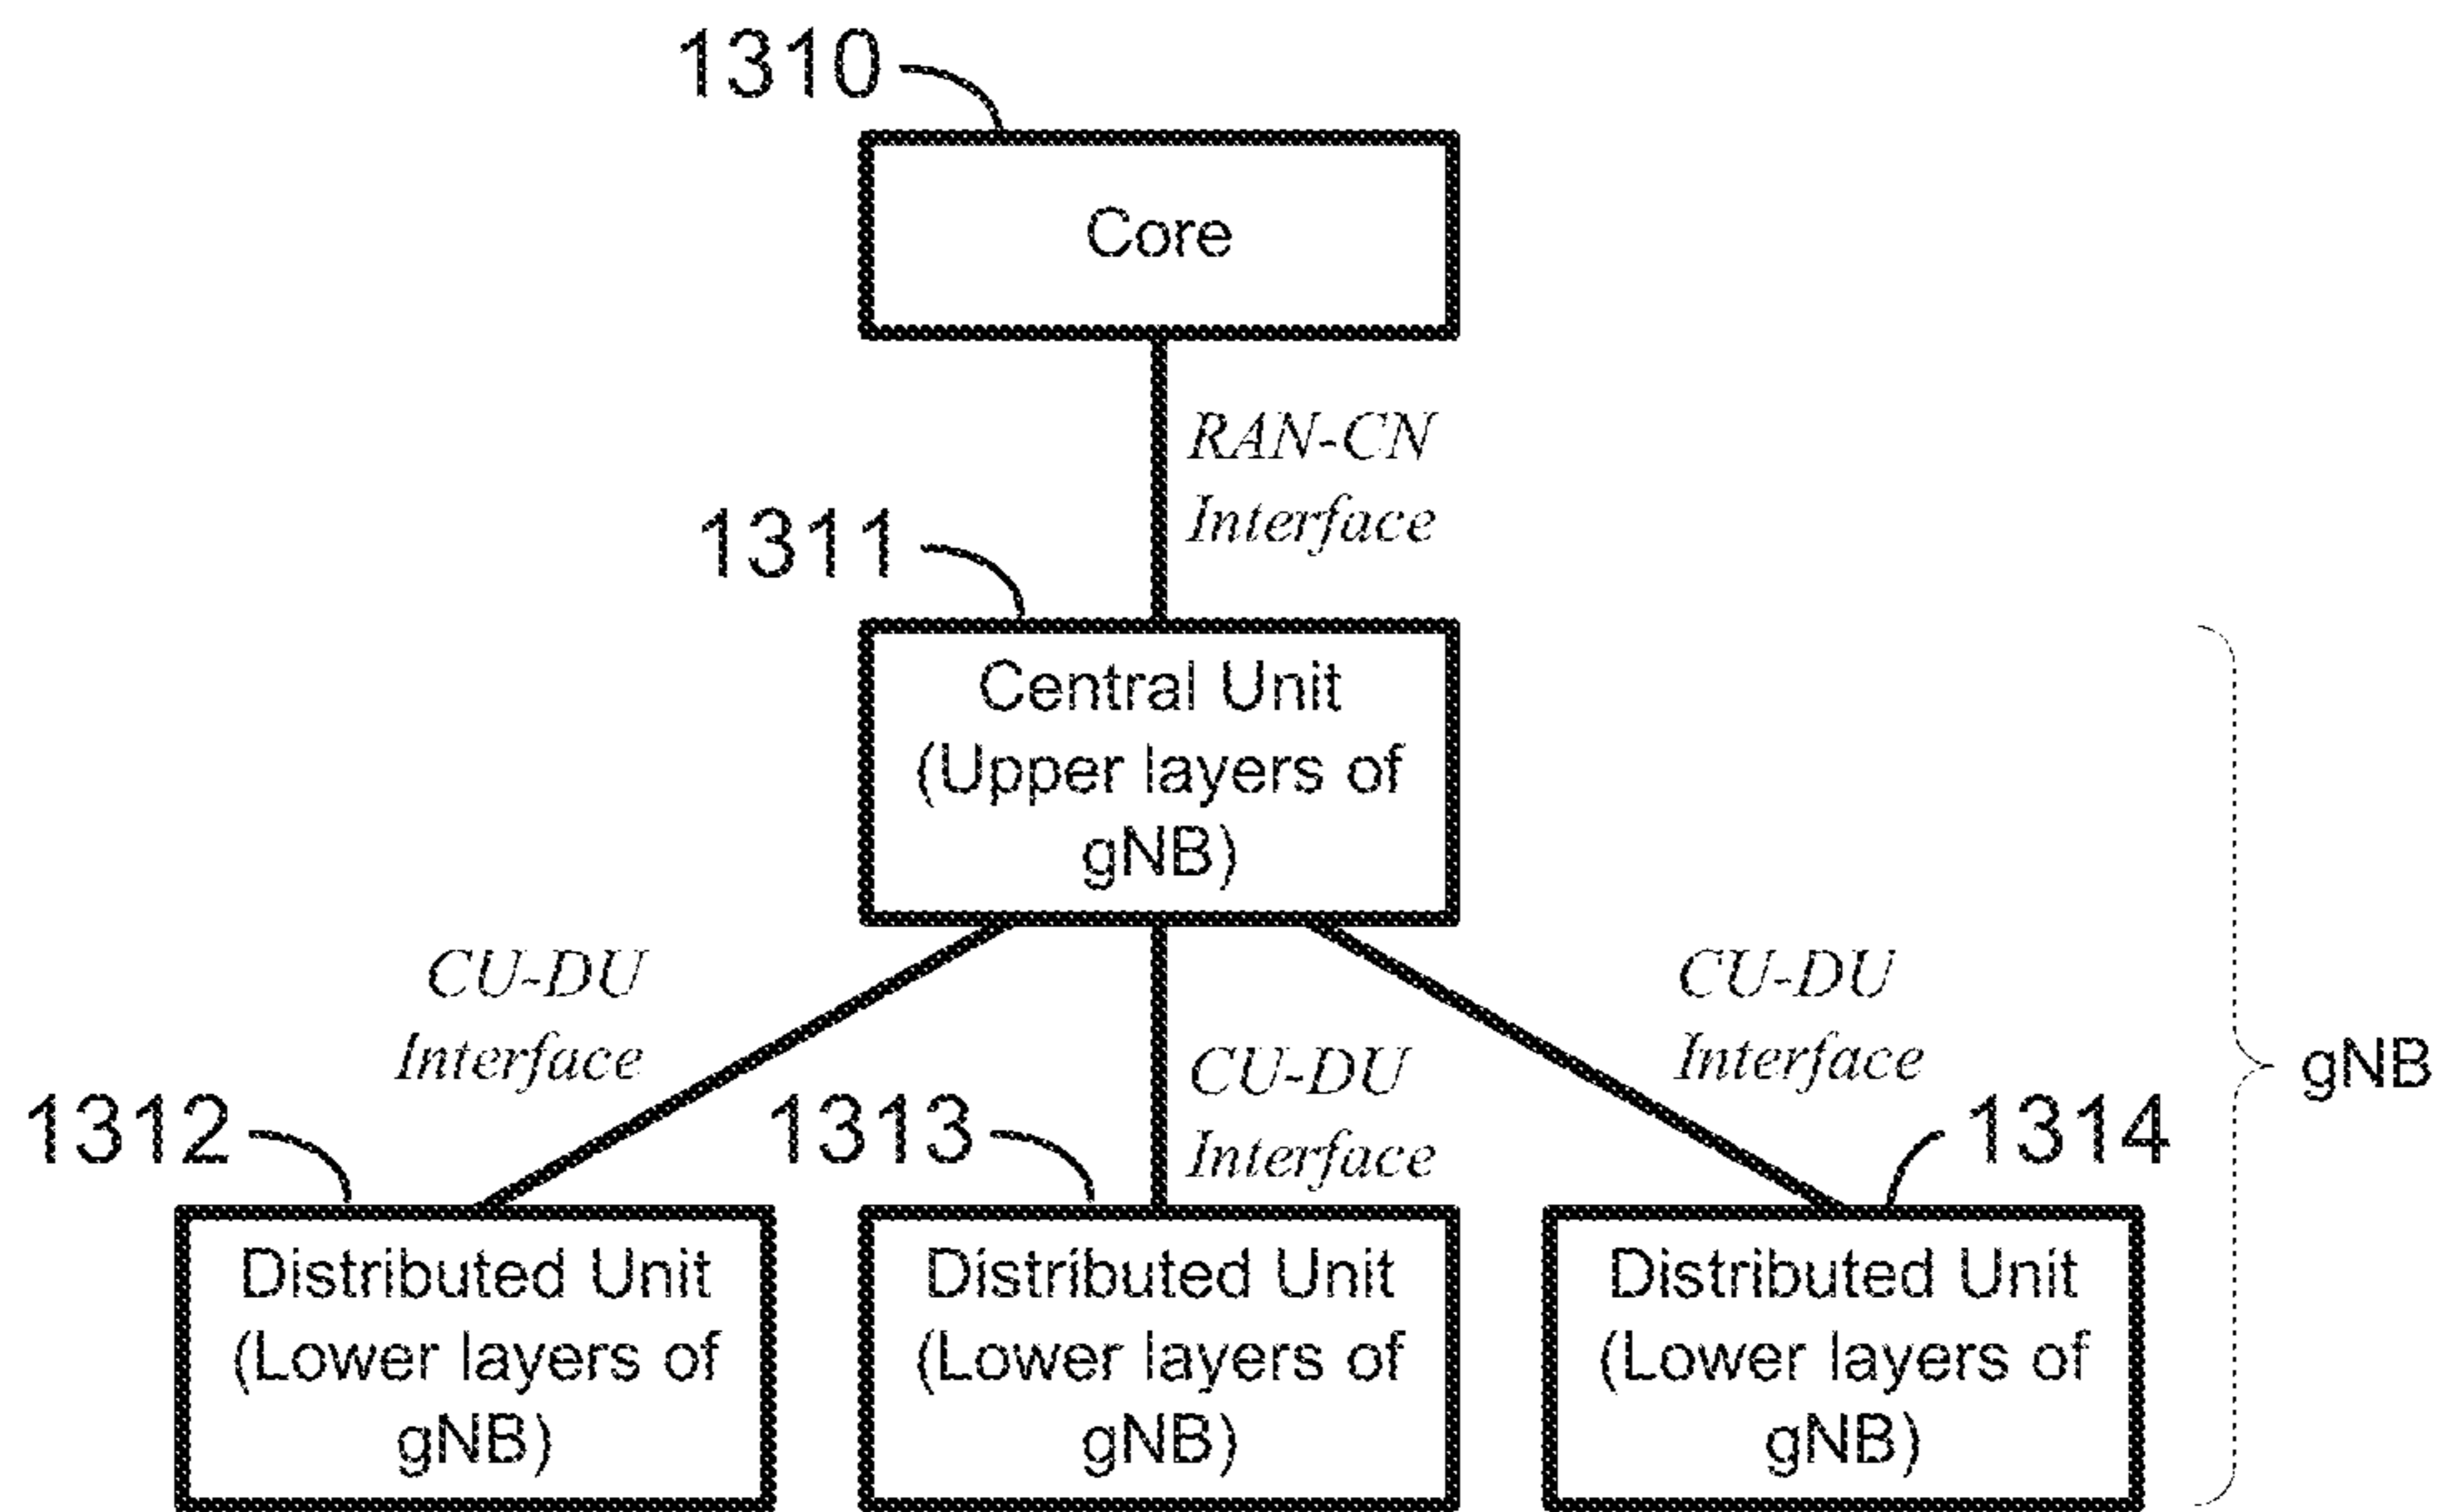 1310
Core
RAN-CN
Interface
1311
Central Unit
(Upper layers of
gNB)
CU-DU
Interface
CU-DU
Interface
CU-DU
Interface
gNB
1312
1313
1314
Distributed Unit
(Lower layers of
gNB)
Distributed Unit
(Lower layers of
gNB)
Distributed Unit
(Lower layers of
gNB)